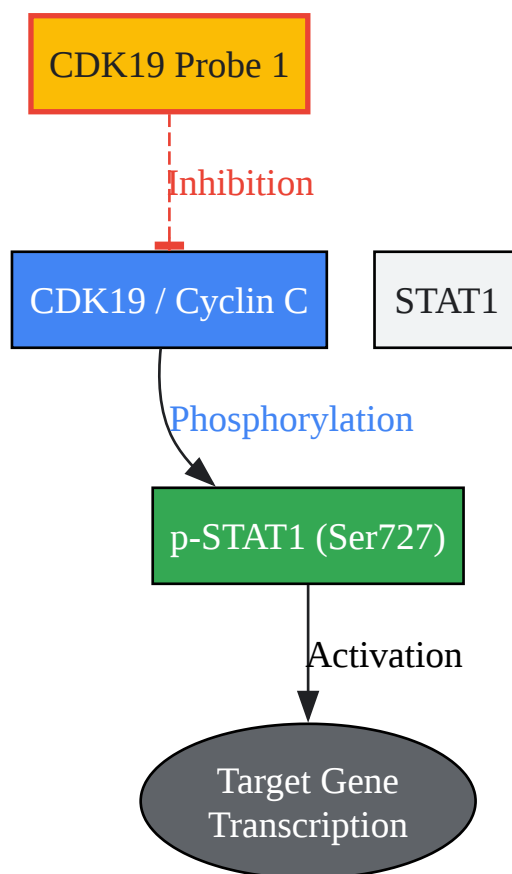 CDK19 Probe 1
Inhibition
CDK19 / Cyclin C
STAT1
Phosphorylation
p-STAT1 (Ser727)
Activation
Target Gene
Transcription